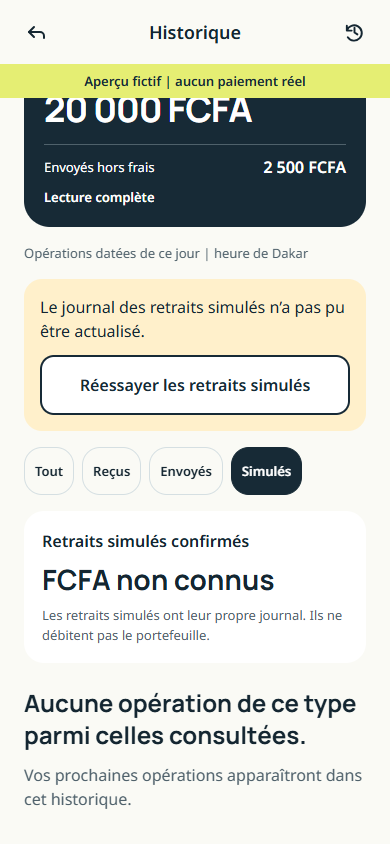 Historique
Aperçu fictif | aucun paiement réel
20 000 FCFA
Envoyés hors frais 2 500 FCFA
Lecture complète
Opérations datées de ce jour | heure de Dakar
Le journal des retraits simulés n’a pas pu
être actualisé.
Réessayer les retraits simulés
Tout Reçus Envoyés Simulés
Retraits simulés confirmés
FCFA non connus
Les retraits simulés ont leur propre journal. Ils ne
débitent pas le portefeuille.
Aucune opération de ce type
parmi celles consultées.
Vos prochaines opérations apparaîtront dans
cet historique.